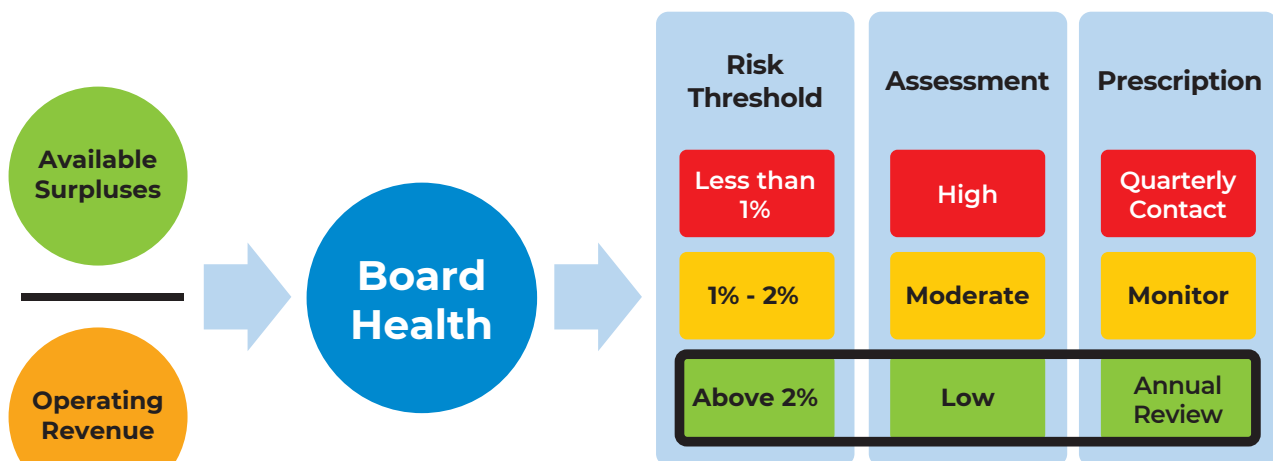 Available
Surpluses
Operating
Revenue
Board
Health
Risk
Threshold
Assessment
Prescription
Less than
1%
High
Quarterly
Contact
1% - 2%
Moderate
Monitor
Above 2%
Low
Annual
Review